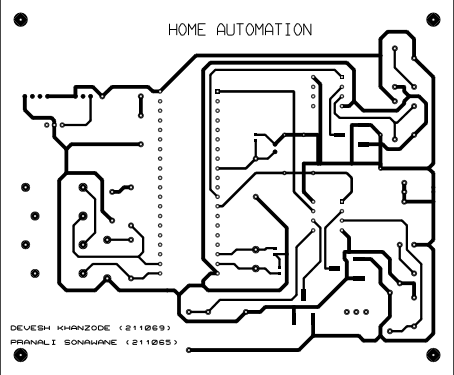 HOME AUTOMATION
DEVESH KHANZODE (211069)
PRANALI SONAWANE (211065)